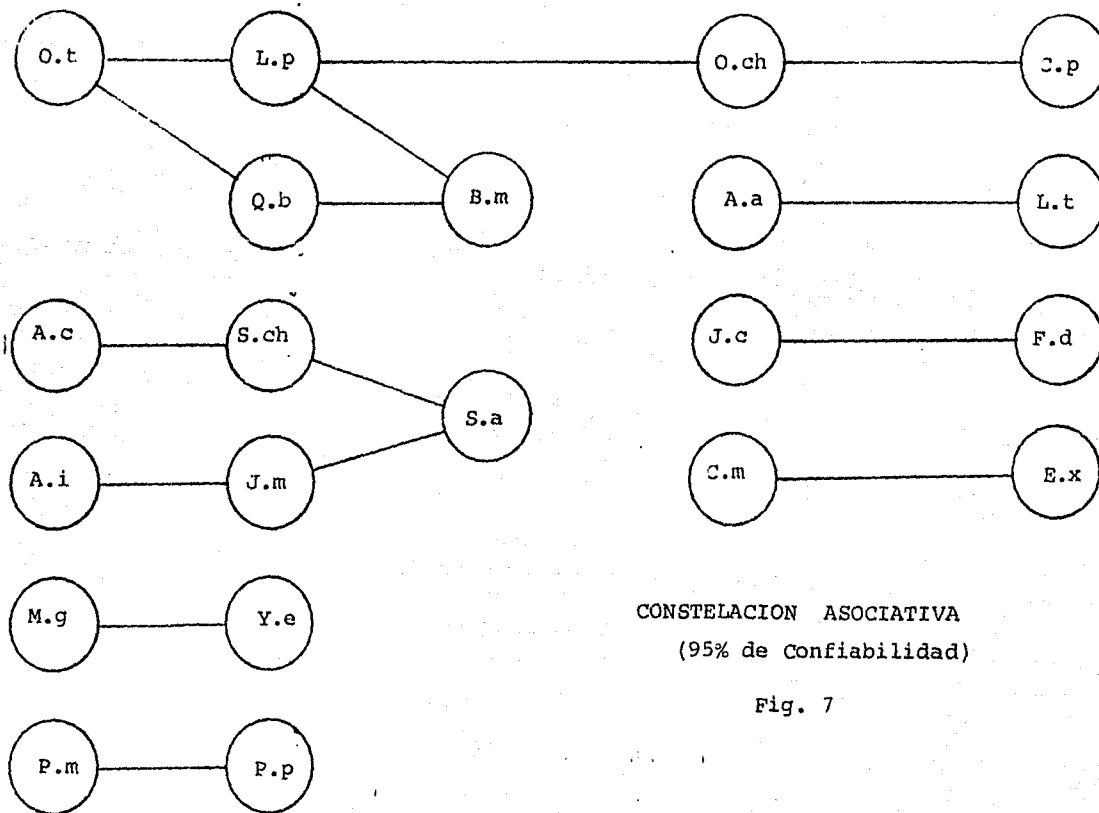 O.t L.p O.ch C.p
Q.b B.m A.a L.t
A.c S.ch J.c F.d
S.a
A.i J.m C.m E.x
M.g Y.e
CONSTELACION ASOCIATIVA
(95% de Confiabilidad)
Fig. 7
P.m P.p